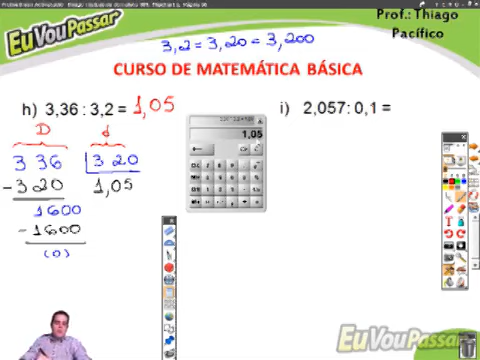 EuVouPassar
3,2 = 3,20 = 3,200
Prof.: Thiago
Pacífico
CURSO DE MATEMÁTICA BÁSICA
h) 3,36 : 3,2 = 1,05
i) 2,057: 0,1 =
D d
336 320
-320 1,05
1600
-1600
(0)
1,05
EuVouPassar